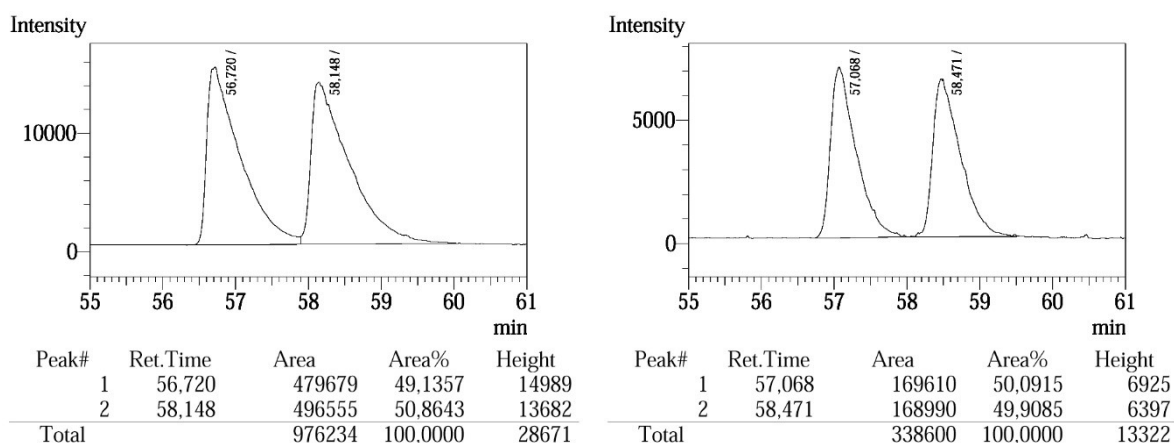 Intensity
56,720 /
58,148 /
10000
0
55 56 57 58 59 60 61
min
Peak# Ret.Time Area Area% Height
1 56,720 479679 49,1357 14989
2 58,148 496555 50,8643 13682
Total 976234 100,0000 28671
Intensity
57,068 /
58,471 /
5000
0
55 56 57 58 59 60 61
min
Peak# Ret.Time Area Area% Height
1 57,068 169610 50,0915 6925
2 58,471 168990 49,9085 6397
Total 338600 100,0000 13322